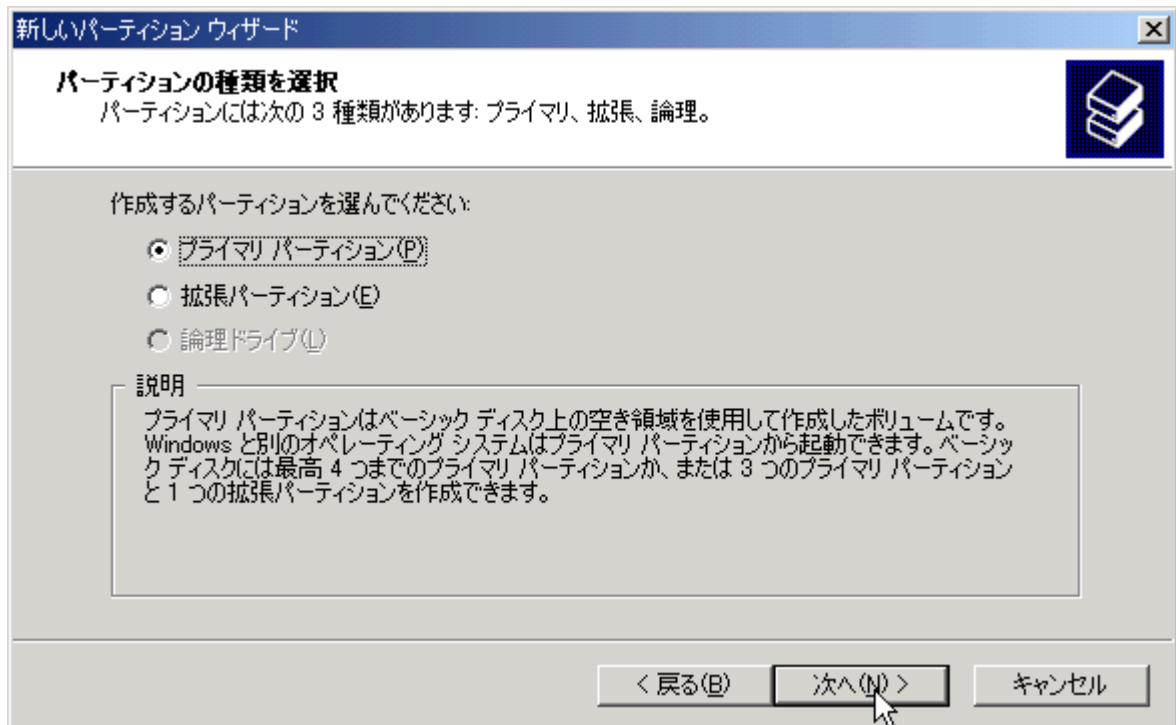 新しいパーティション ウィザード
パーティションの種類を選択
パーティションには次の 3 種類があります: プライマリ、拡張、論理。
作成するパーティションを選んでください:
プライマリ パーティション(P)
拡張パーティション(E)
論理ドライブ(L)
説明
プライマリ パーティションはベーシック ディスク上の空き領域を使用して作成したボリュームです。
Windows と別のオペレーティング システムはプライマリ パーティションから起動できます。ベーシッ
ク ディスクには最高 4 つまでのプライマリ パーティションか、または 3 つのプライマリ パーティション
と 1 つの拡張パーティションを作成できます。
< 戻る(B) 次へ(N) > キャンセル